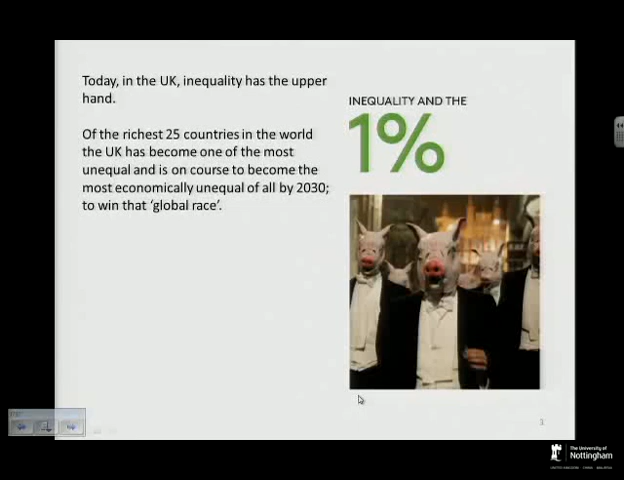 Today, in the UK, inequality has the upper
hand.
Of the richest 25 countries in the world
the UK has become one of the most
unequal and is on course to become the
most economically unequal of all by 2030;
to win that ‘global race’.
INEQUALITY AND THE
1%
3
The University of
Nottingham